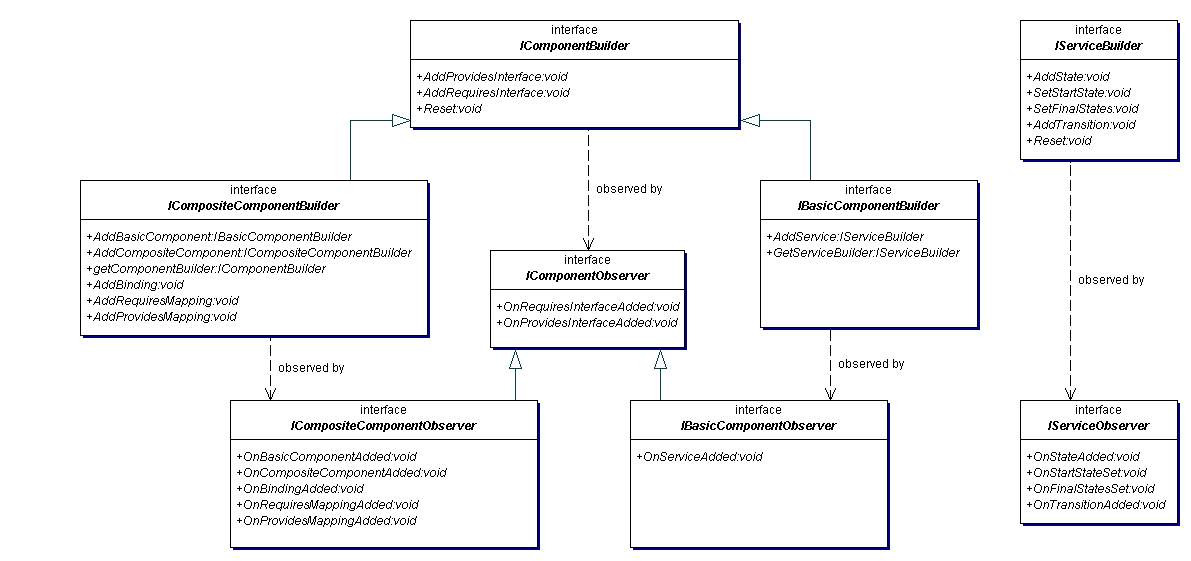 interface
IComponentBuilder
+AddProvidesInterface:void
+AddRequiresInterface:void
+Reset:void
interface
IServiceBuilder
+AddState:void
+SetStartState:void
+SetFinalStates:void
+AddTransition:void
+Reset:void
interface
ICompositeComponentBuilder
+AddBasicComponent:IBasicComponentBuilder
+AddCompositeComponent:ICompositeComponentBuilder
+getComponentBuilder:IComponentBuilder
+AddBinding:void
+AddRequiresMapping:void
+AddProvidesMapping:void
observed by
interface
IBasicComponentBuilder
+AddService:IServiceBuilder
+GetServiceBuilder:IServiceBuilder
interface
IComponentObserver
+OnRequiresInterfaceAdded:void
+OnProvidesInterfaceAdded:void
observed by
observed by
observed by
interface
ICompositeComponentObserver
+OnBasicComponentAdded:void
+OnCompositeComponentAdded:void
+OnBindingAdded:void
+OnRequiresMappingAdded:void
+OnProvidesMappingAdded:void
interface
IBasicComponentObserver
+OnServiceAdded:void
interface
IServiceObserver
+OnStateAdded:void
+OnStartStateSet:void
+OnFinalStatesSet:void
+OnTransitionAdded:void